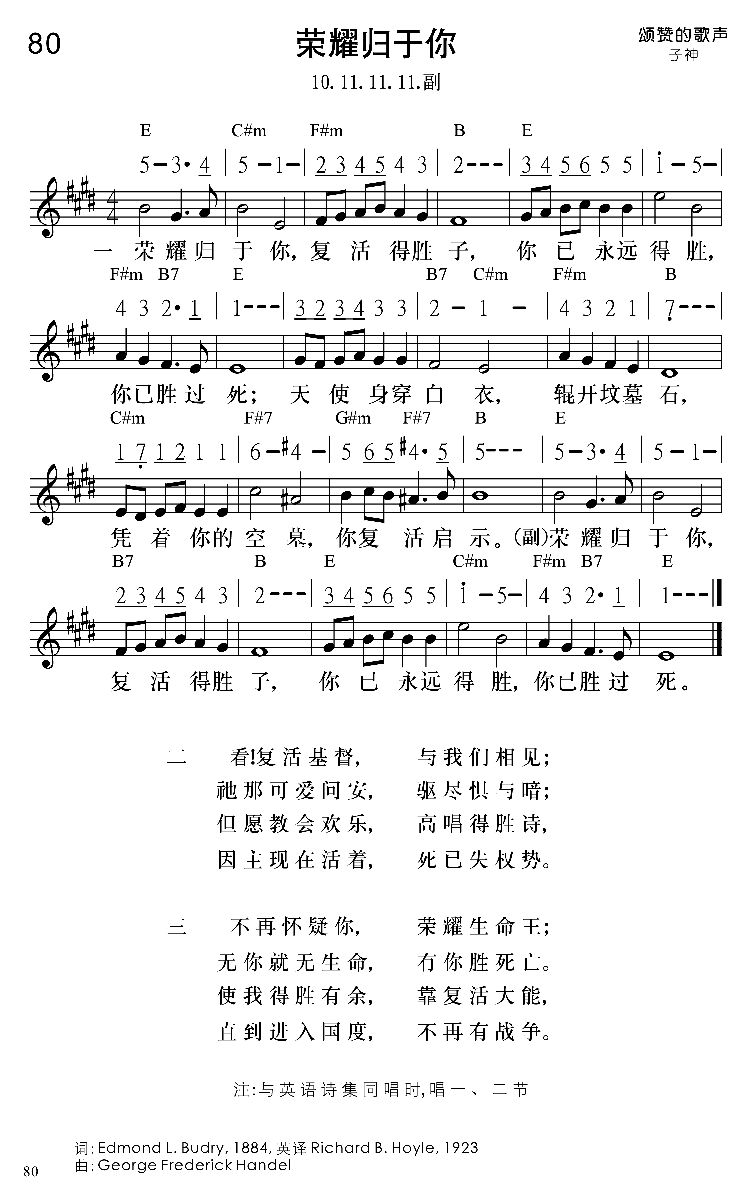 80
荣耀归于你
颂赞的歌声
子神
10. 11. 11. 11.副
E C#m F#m B E
5-3· 4 | 5 -1- | 2 3 4 5 4 3 | 2--- | 3 4 5 6 5 5 | 1 -5- |
4 4
一 荣耀归于你,复活得胜子, 你已永远得胜,
F#m B7 E B7 C#m F#m B
4 3 2· 1 | 1--- | 3 2 3 4 3 3 | 2 - 1 - | 4 3 2 1 2 1 | 7--- |
你已胜过死; 天使身穿白衣, 辊开坟墓石,
C#m F#7 G#m F#7 B E
1 7 1 2 1 1 | 6-#4 - | 5 6 5 #4· 5 | 5--- | 5-3· 4 | 5-1- |
凭着你的空墓,你复活启示。(副)荣耀归于你,
B7 B E C#m F#m B7 E
2 3 4 5 4 3 | 2--- | 3 4 5 6 5 5 | 1 -5- | 4 3 2· 1 | 1---
复活得胜子, 你已永远得胜,你已胜过死。
二 看!复活基督, 与我们相见;
祂那可爱问安, 驱尽惧与暗;
但愿教会欢乐, 高唱得胜诗,
因主现在活着, 死已失权势。
三 不再怀疑你, 荣耀生命王;
无你就无生命, 有你胜死亡。
使我得胜有余, 靠复活大能,
直到进入国度, 不再有战争。
注:与英语诗集同唱时,唱一、二节
词: Edmond L. Budry, 1884, 英译 Richard B. Hoyle, 1923
曲: George Frederick Handel
80